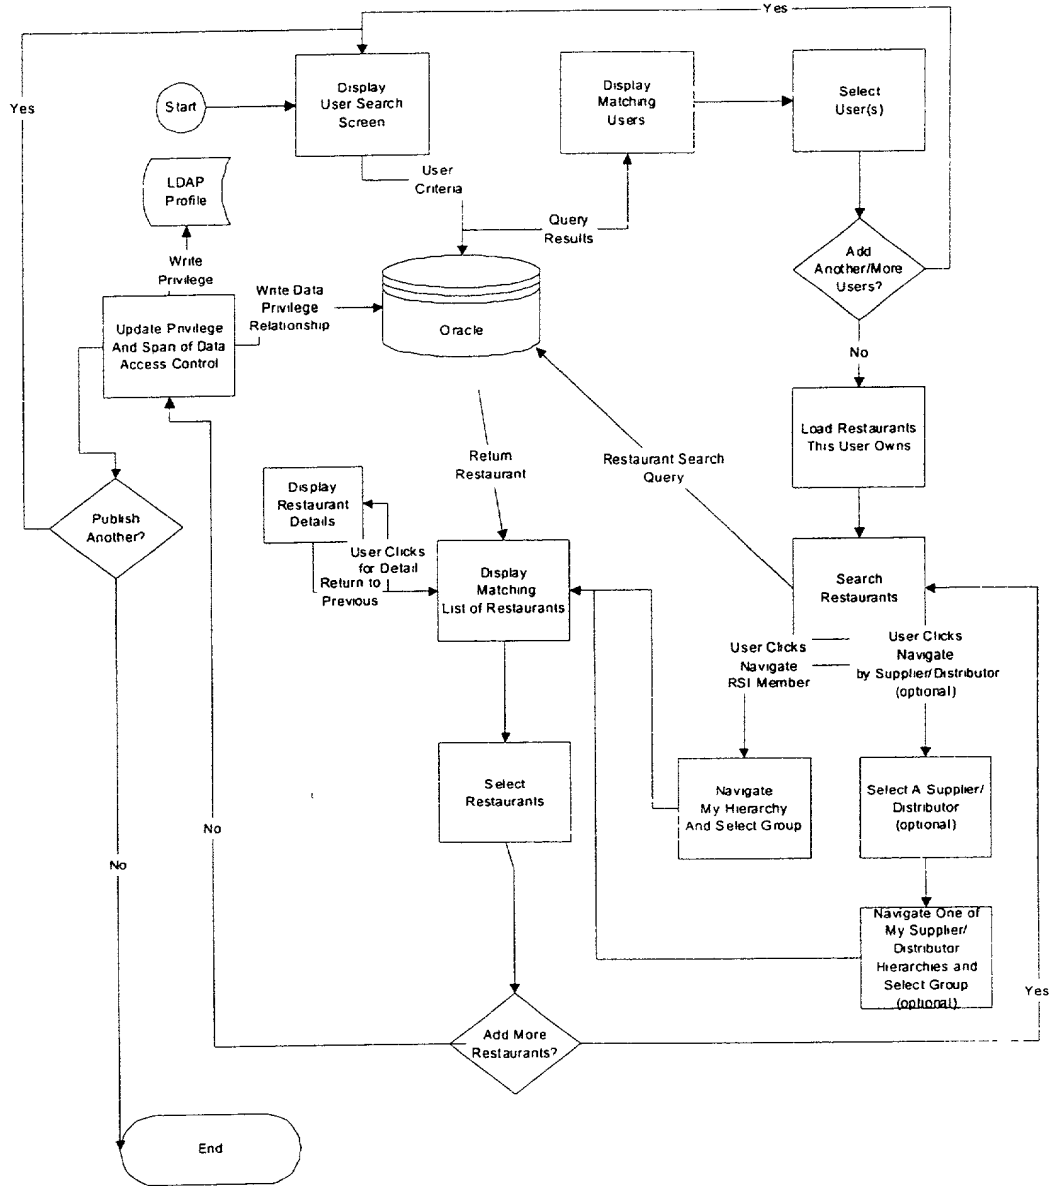 Yes
Yes
Start
Display
User Search
Screen
Display
Matching
Users
Select
User(s)
LDAP
Profile
User
Criteria
Query
Results
Add
Another/More
Users?
Write
Privilege
Write Data
Privilege
Relationship
Oracle
Update Privilege
And Span of Data
Access Control
No
Load Restaurants
This User Owns
Return
Restaurant
Restaurant Search
Query
Display
Restaurant
Details
Publish
Another?
User Clicks
for Detail
Return to
Previous
Display
Matching
List of Restaurants
Search
Restaurants
User Clicks
Navigate
RSI Member
User Clicks
Navigate
by Supplier/Distributor
(optional)
Select
Restaurants
Navigate
My Hierarchy
And Select Group
Select A Supplier/
Distributor
(optional)
No
No
Navigate One of
My Supplier/
Distributor
Hierarchies and
Select Group
(optional)
Yes
Add More
Restaurants?
End